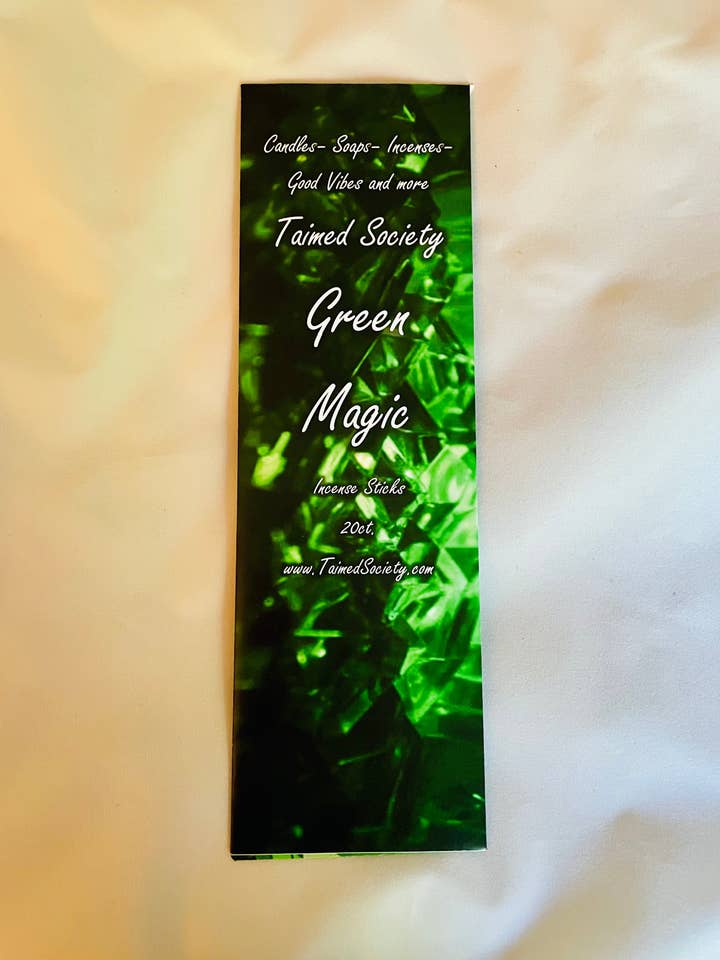 Candles- Soaps- Incenses-
Good Vibes and more
Taimed Society
Green
Magic
Incense Sticks
20ct.
www.TaimedSociety.com